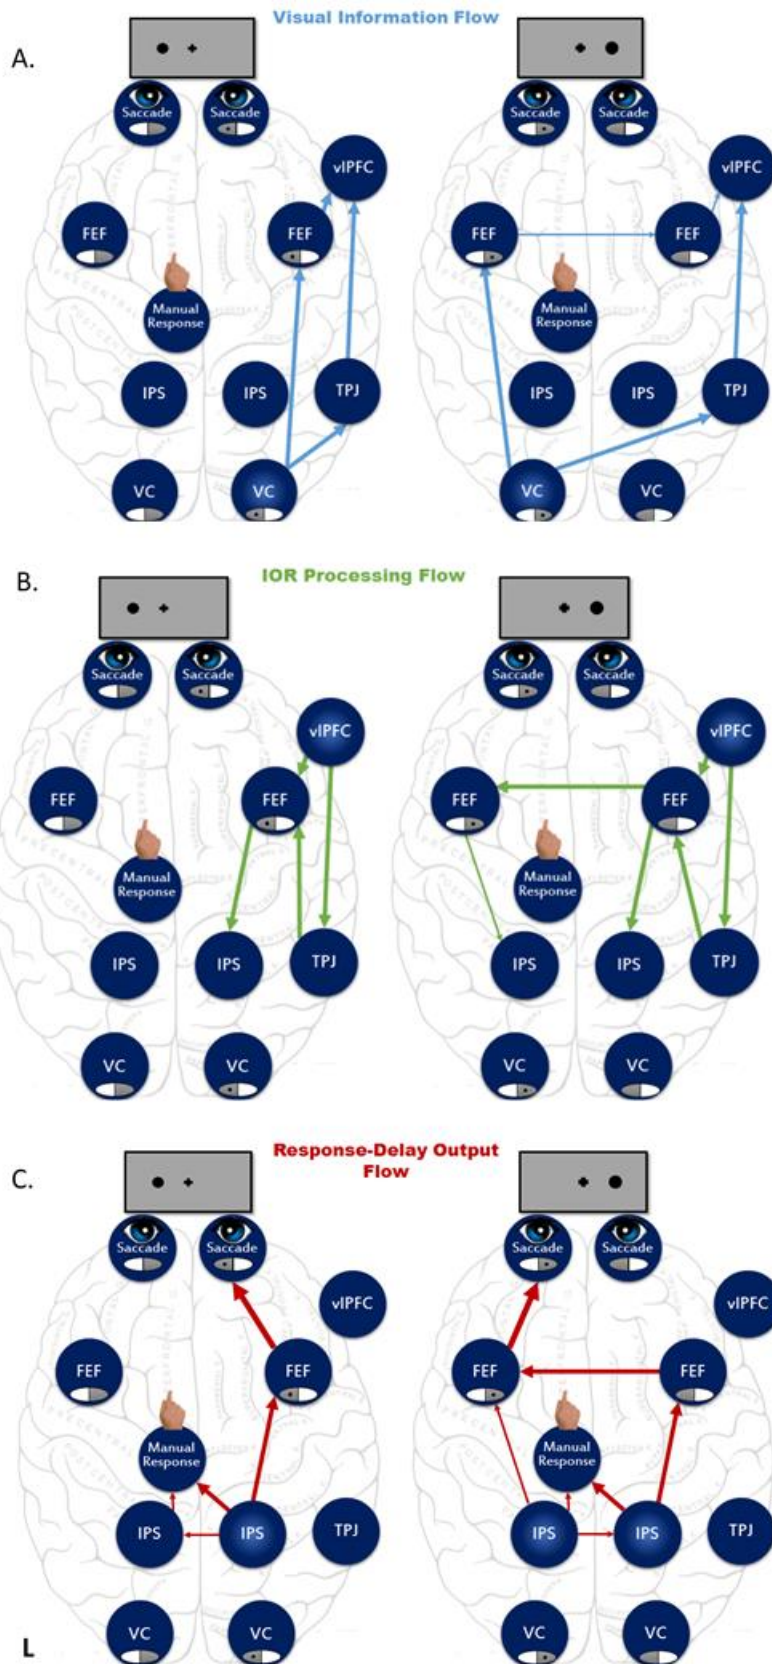 Visual Information Flow
A.
Saccade
Saccade
vlPFC
FEF
FEF
Manual
Response
IPS
IPS
TPJ
VC
VC
Saccade
Saccade
vlPFC
FEF
FEF
Manual
Response
IPS
IPS
TPJ
VC
VC
IOR Processing Flow
B.
Saccade
Saccade
vlPFC
FEF
FEF
Manual
Response
IPS
IPS
TPJ
VC
VC
Saccade
Saccade
vlPFC
FEF
FEF
Manual
Response
IPS
IPS
TPJ
VC
VC
Response-Delay Output
Flow
C.
Saccade
Saccade
vlPFC
FEF
FEF
Manual
Response
IPS
IPS
TPJ
VC
VC
Saccade
Saccade
vlPFC
FEF
FEF
Manual
Response
IPS
IPS
TPJ
VC
VC
L